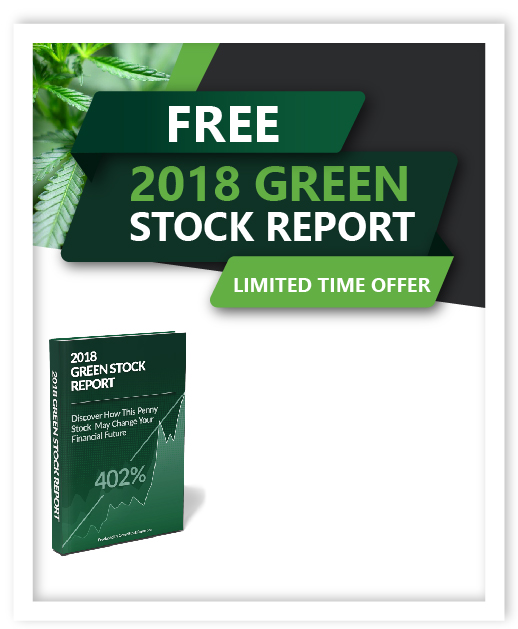 FREE
2018 GREEN
STOCK REPORT
LIMITED TIME OFFER
2018
GREEN STOCK
REPORT
Discover How This Penny
Stock May Change Your
Financial Future
402%
2018 GREEN STOCK REPORT